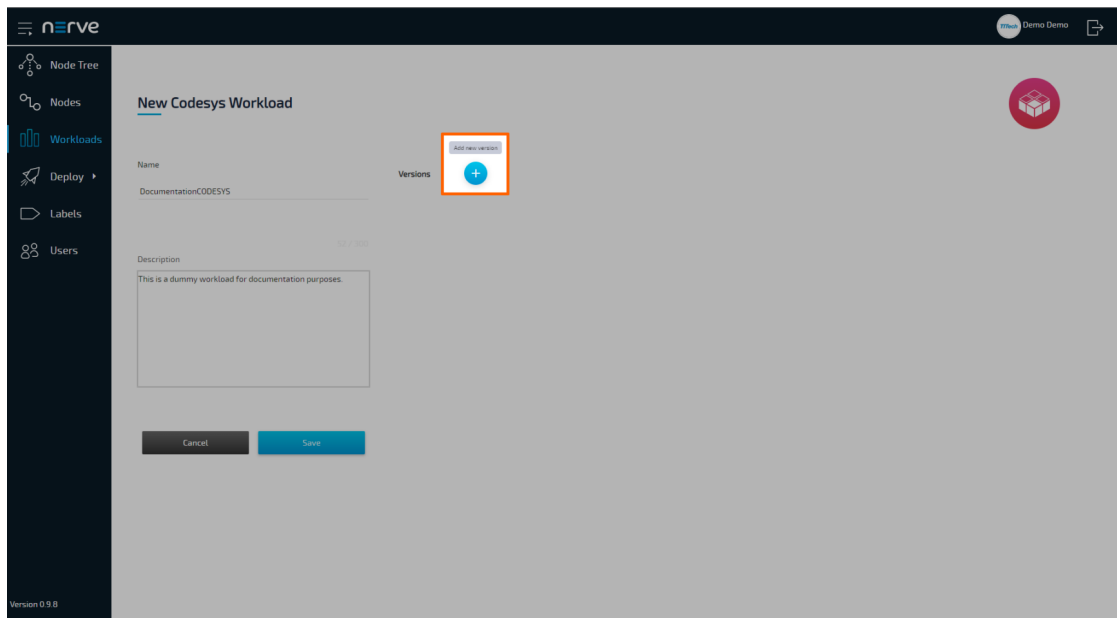 nerve
TTTech Demo Demo
Node Tree
Nodes
Workloads
Deploy
Labels
Users
Version 0.9.8
New Codesys Workload
Name
DocumentationCODESYS
Description
This is a dummy workload for documentation purposes.
Cancel
Save
Add new version
Versions